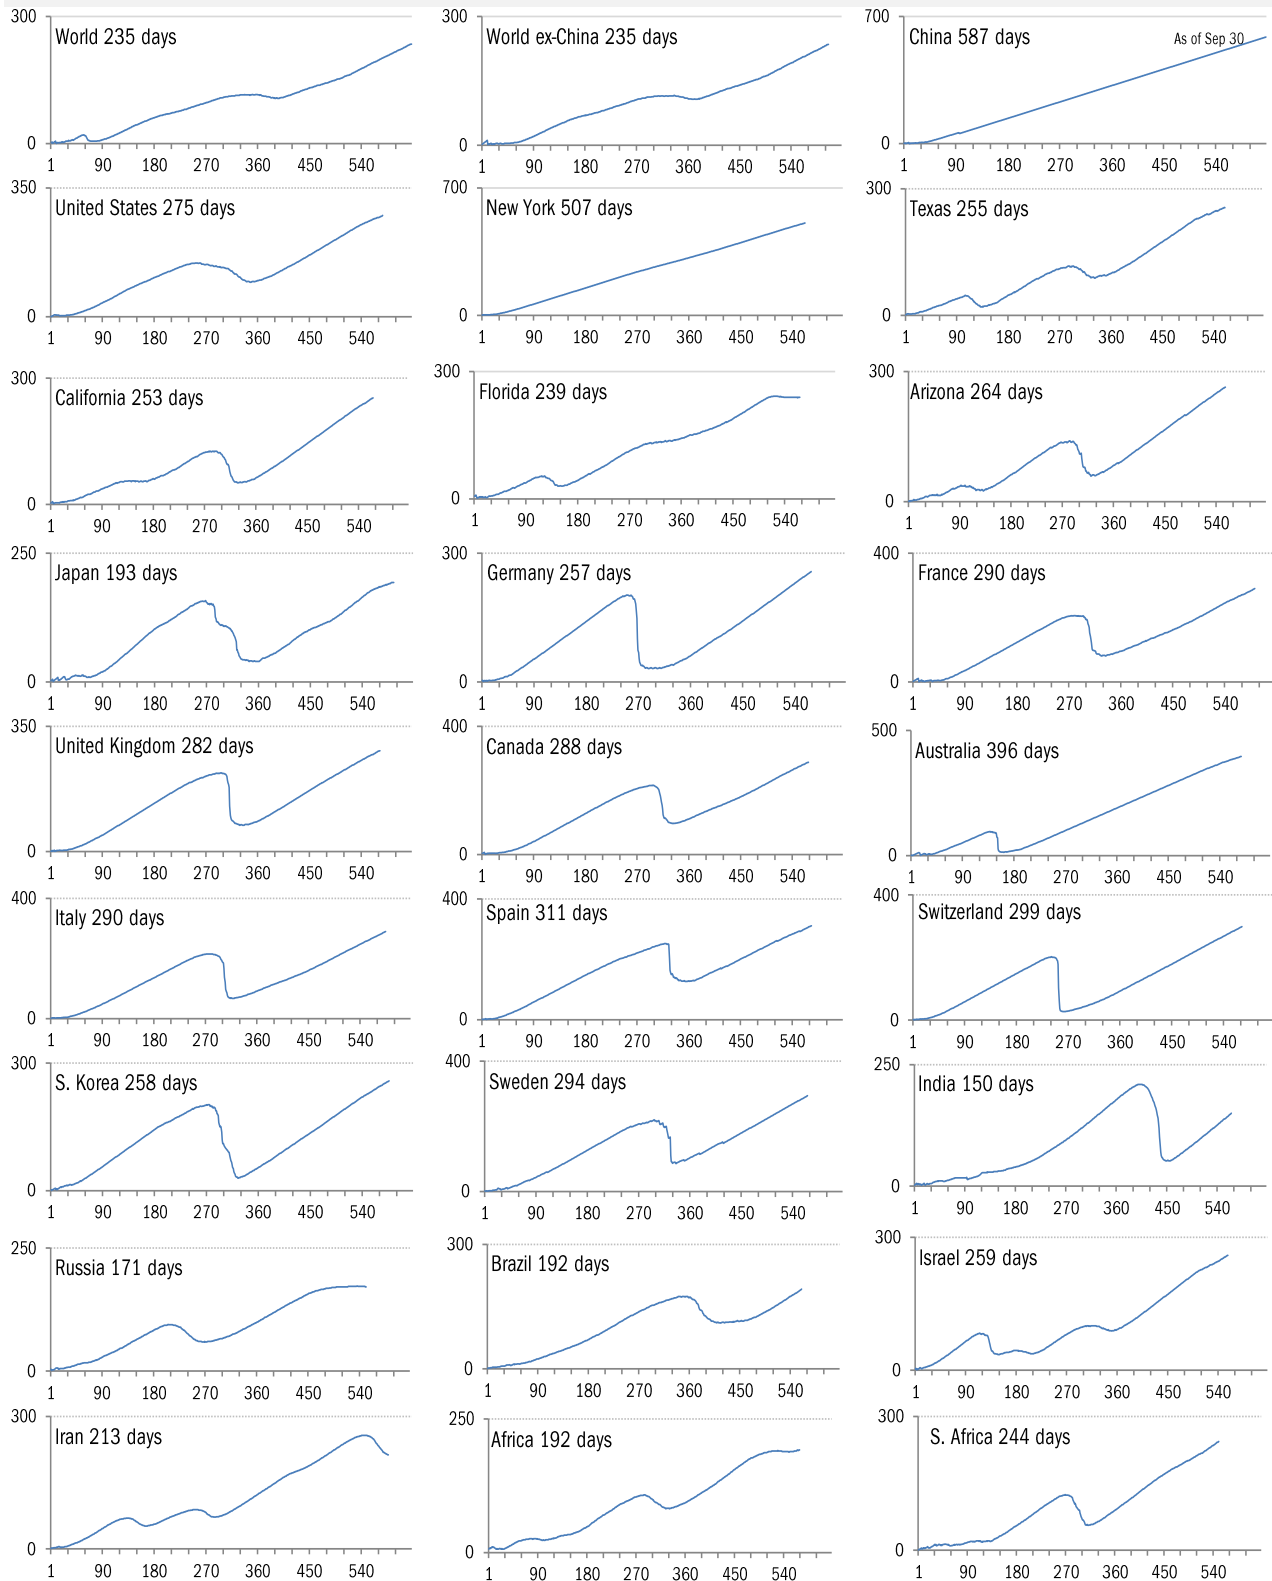 300 300 700
World 235 days World ex-China 235 days China 587 days As of Sep 30
0 0 0
1 90 180 270 360 450 540 1 90 180 270 360 450 540 1 90 180 270 360 450 540
350 700 300
United States 275 days New York 507 days Texas 255 days
0 0 0
1 90 180 270 360 450 540 1 90 180 270 360 450 540 1 90 180 270 360 450 540
300 300 300
California 253 days Florida 239 days Arizona 264 days
0 0 0
1 90 180 270 360 450 540 1 90 180 270 360 450 540 1 90 180 270 360 450 540
250 300 400
Japan 193 days Germany 257 days France 290 days
0 0 0
1 90 180 270 360 450 540 1 90 180 270 360 450 540 1 90 180 270 360 450 540
350 400 500
United Kingdom 282 days Canada 288 days Australia 396 days
0 0 0
1 90 180 270 360 450 540 1 90 180 270 360 450 540 1 90 180 270 360 450 540
400 400 400
Italy 290 days Spain 311 days Switzerland 299 days
0 0 0
1 90 180 270 360 450 540 1 90 180 270 360 450 540 1 90 180 270 360 450 540
300 400 250
S. Korea 258 days Sweden 294 days India 150 days
0 0 0
1 90 180 270 360 450 540 1 90 180 270 360 450 540 1 90 180 270 360 450 540
250 300 300
Russia 171 days Brazil 192 days Israel 259 days
0 0 0
1 90 180 270 360 450 540 1 90 180 270 360 450 540 1 90 180 270 360 450 540
300 250 300
Iran 213 days Africa 192 days S. Africa 244 days
0 0 0
1 90 180 270 360 450 540 1 90 180 270 360 450 540 1 90 180 270 360 450 540